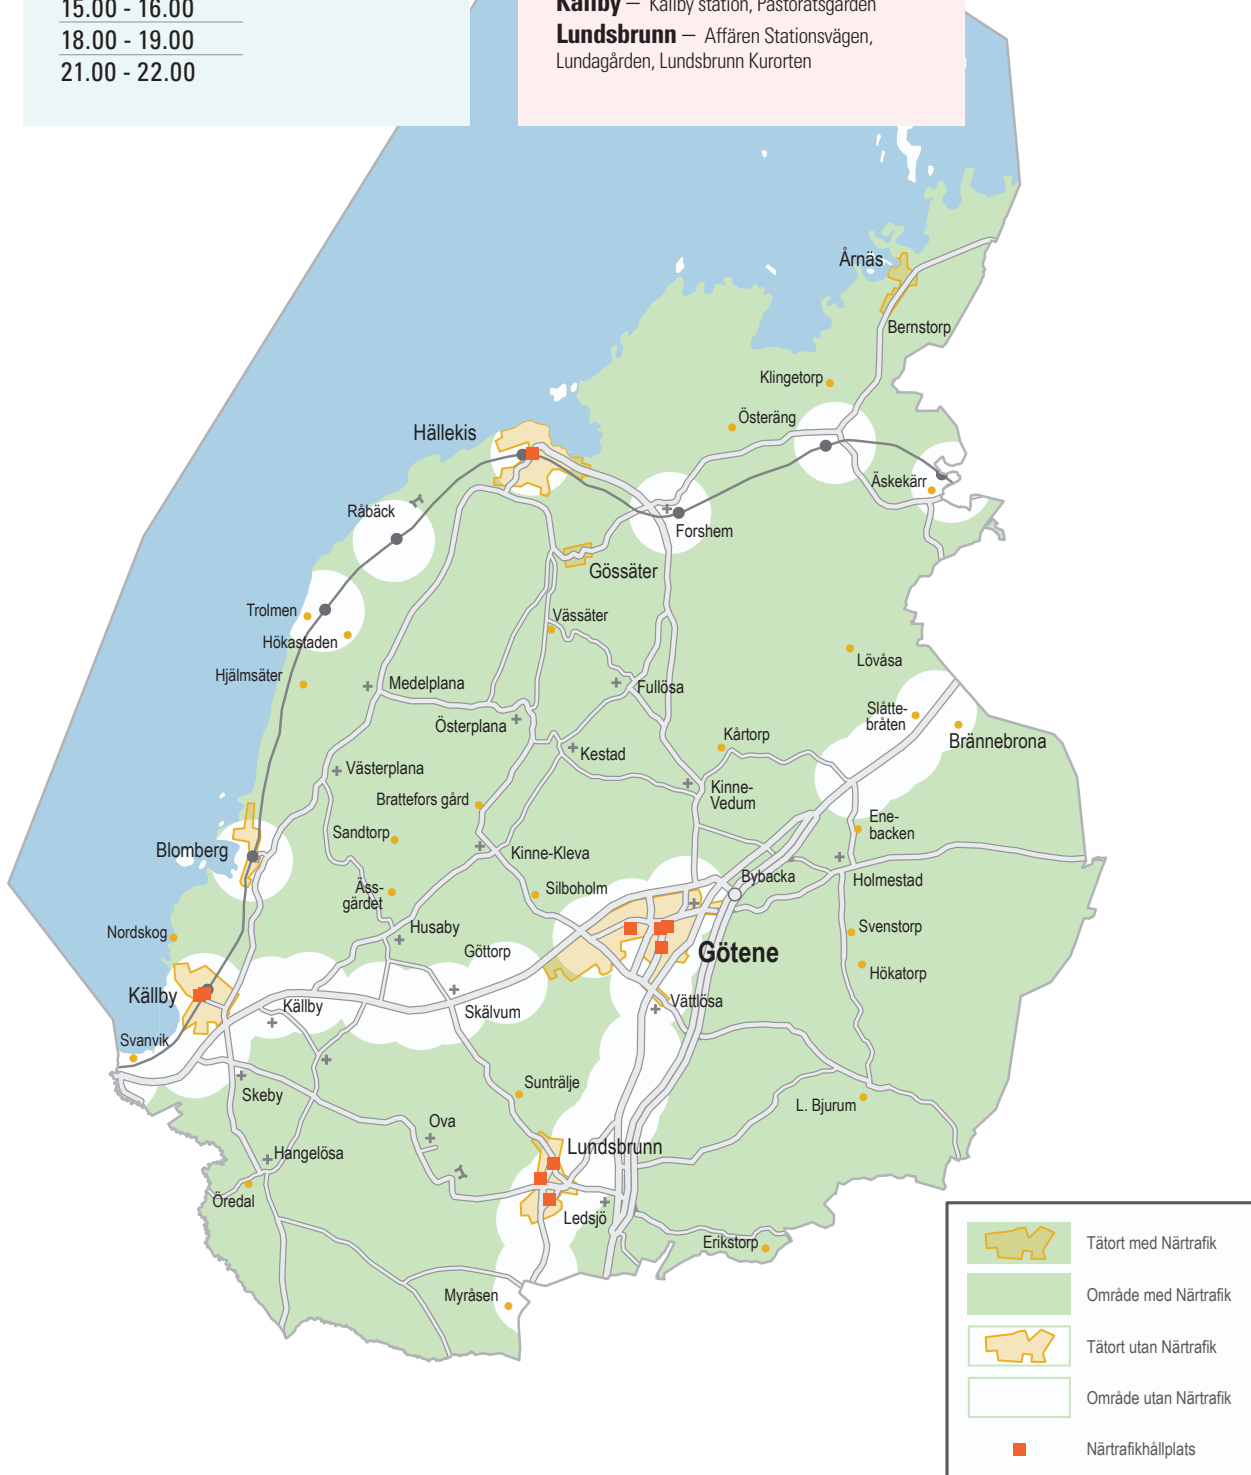 15.00 - 16.00
18.00 - 19.00
21.00 - 22.00
Källby – Källby station, Pastoratsgården
Lundsbrunn – Affären Stationsvägen,
Lundagården, Lundsbrunn Kurorten
Årnäs
Bernstorp
Klingetorp
Österäng
Hällekis
Äskekärr
Råbäck
Forshem
Gössäter
Trolmen
Vässäter
Hökastaden
Lövåsa
Hjälmsäter
Medelplana
Fullösa
Slåtte-
bråten
Österplana
Kårtorp
Brännebrona
Kestad
Västerplana
Kinne-
Vedum
Brattefors gård
Ene-
backen
Sandtorp
Blomberg
Kinne-Kleva
Bybacka
Holmestad
Äss-
gärdet
Silboholm
Husaby
Svenstorp
Nordskog
Göttorp
Götene
Hökatorp
Källby
Källby
Skälvum
Vättlösa
Svanvik
Sunträlje
Skeby
L. Bjurum
Ova
Lundsbrunn
Hangelösa
Öredal
Ledsjö
Erikstorp
Myråsen
Tätort med Närtrafik
Område med Närtrafik
Tätort utan Närtrafik
Område utan Närtrafik
Närtrafikhållplats